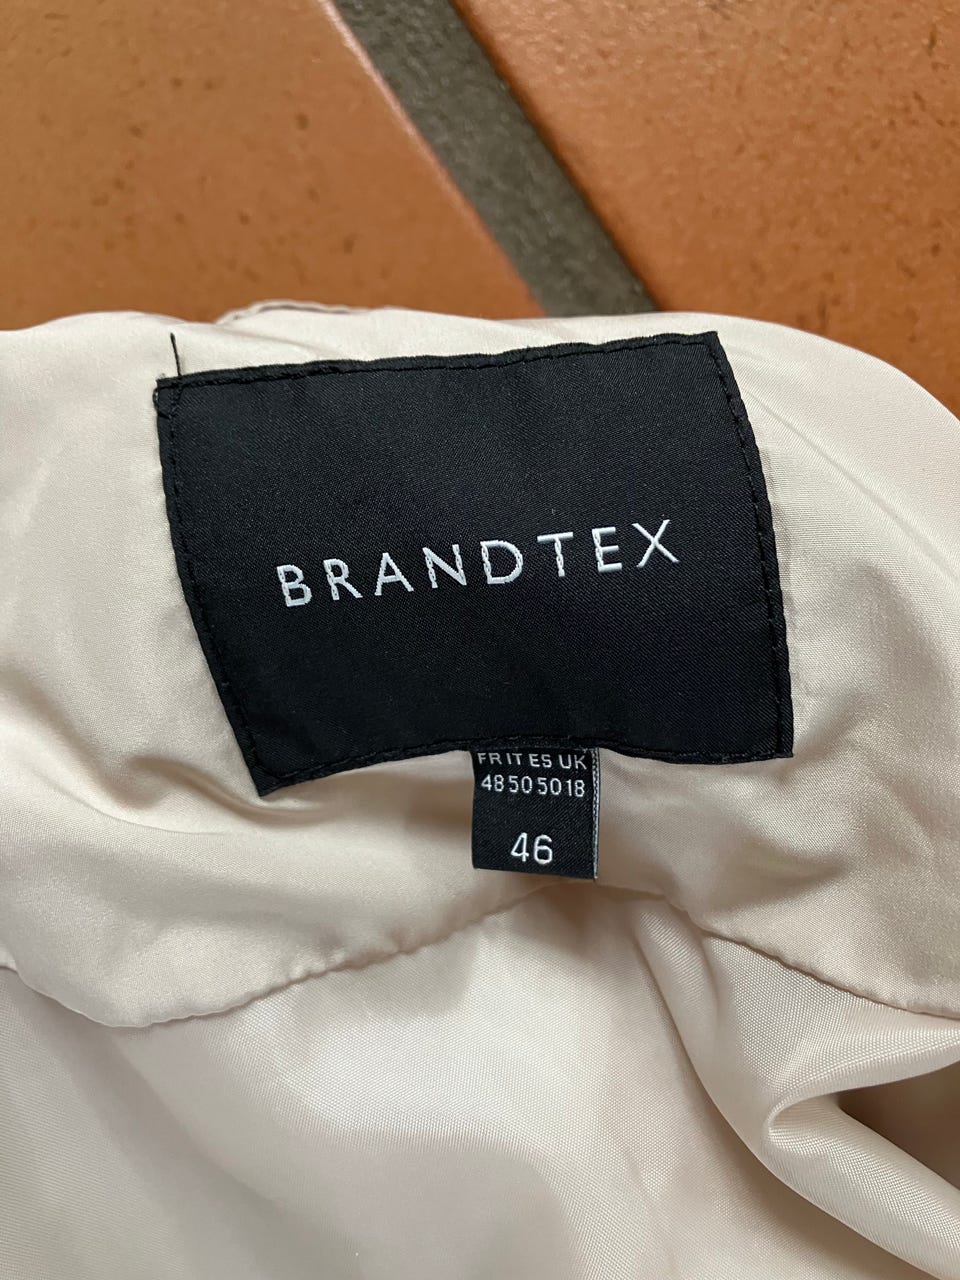 BRANDTEX
FR IT ES UK
48 50 50 18
46